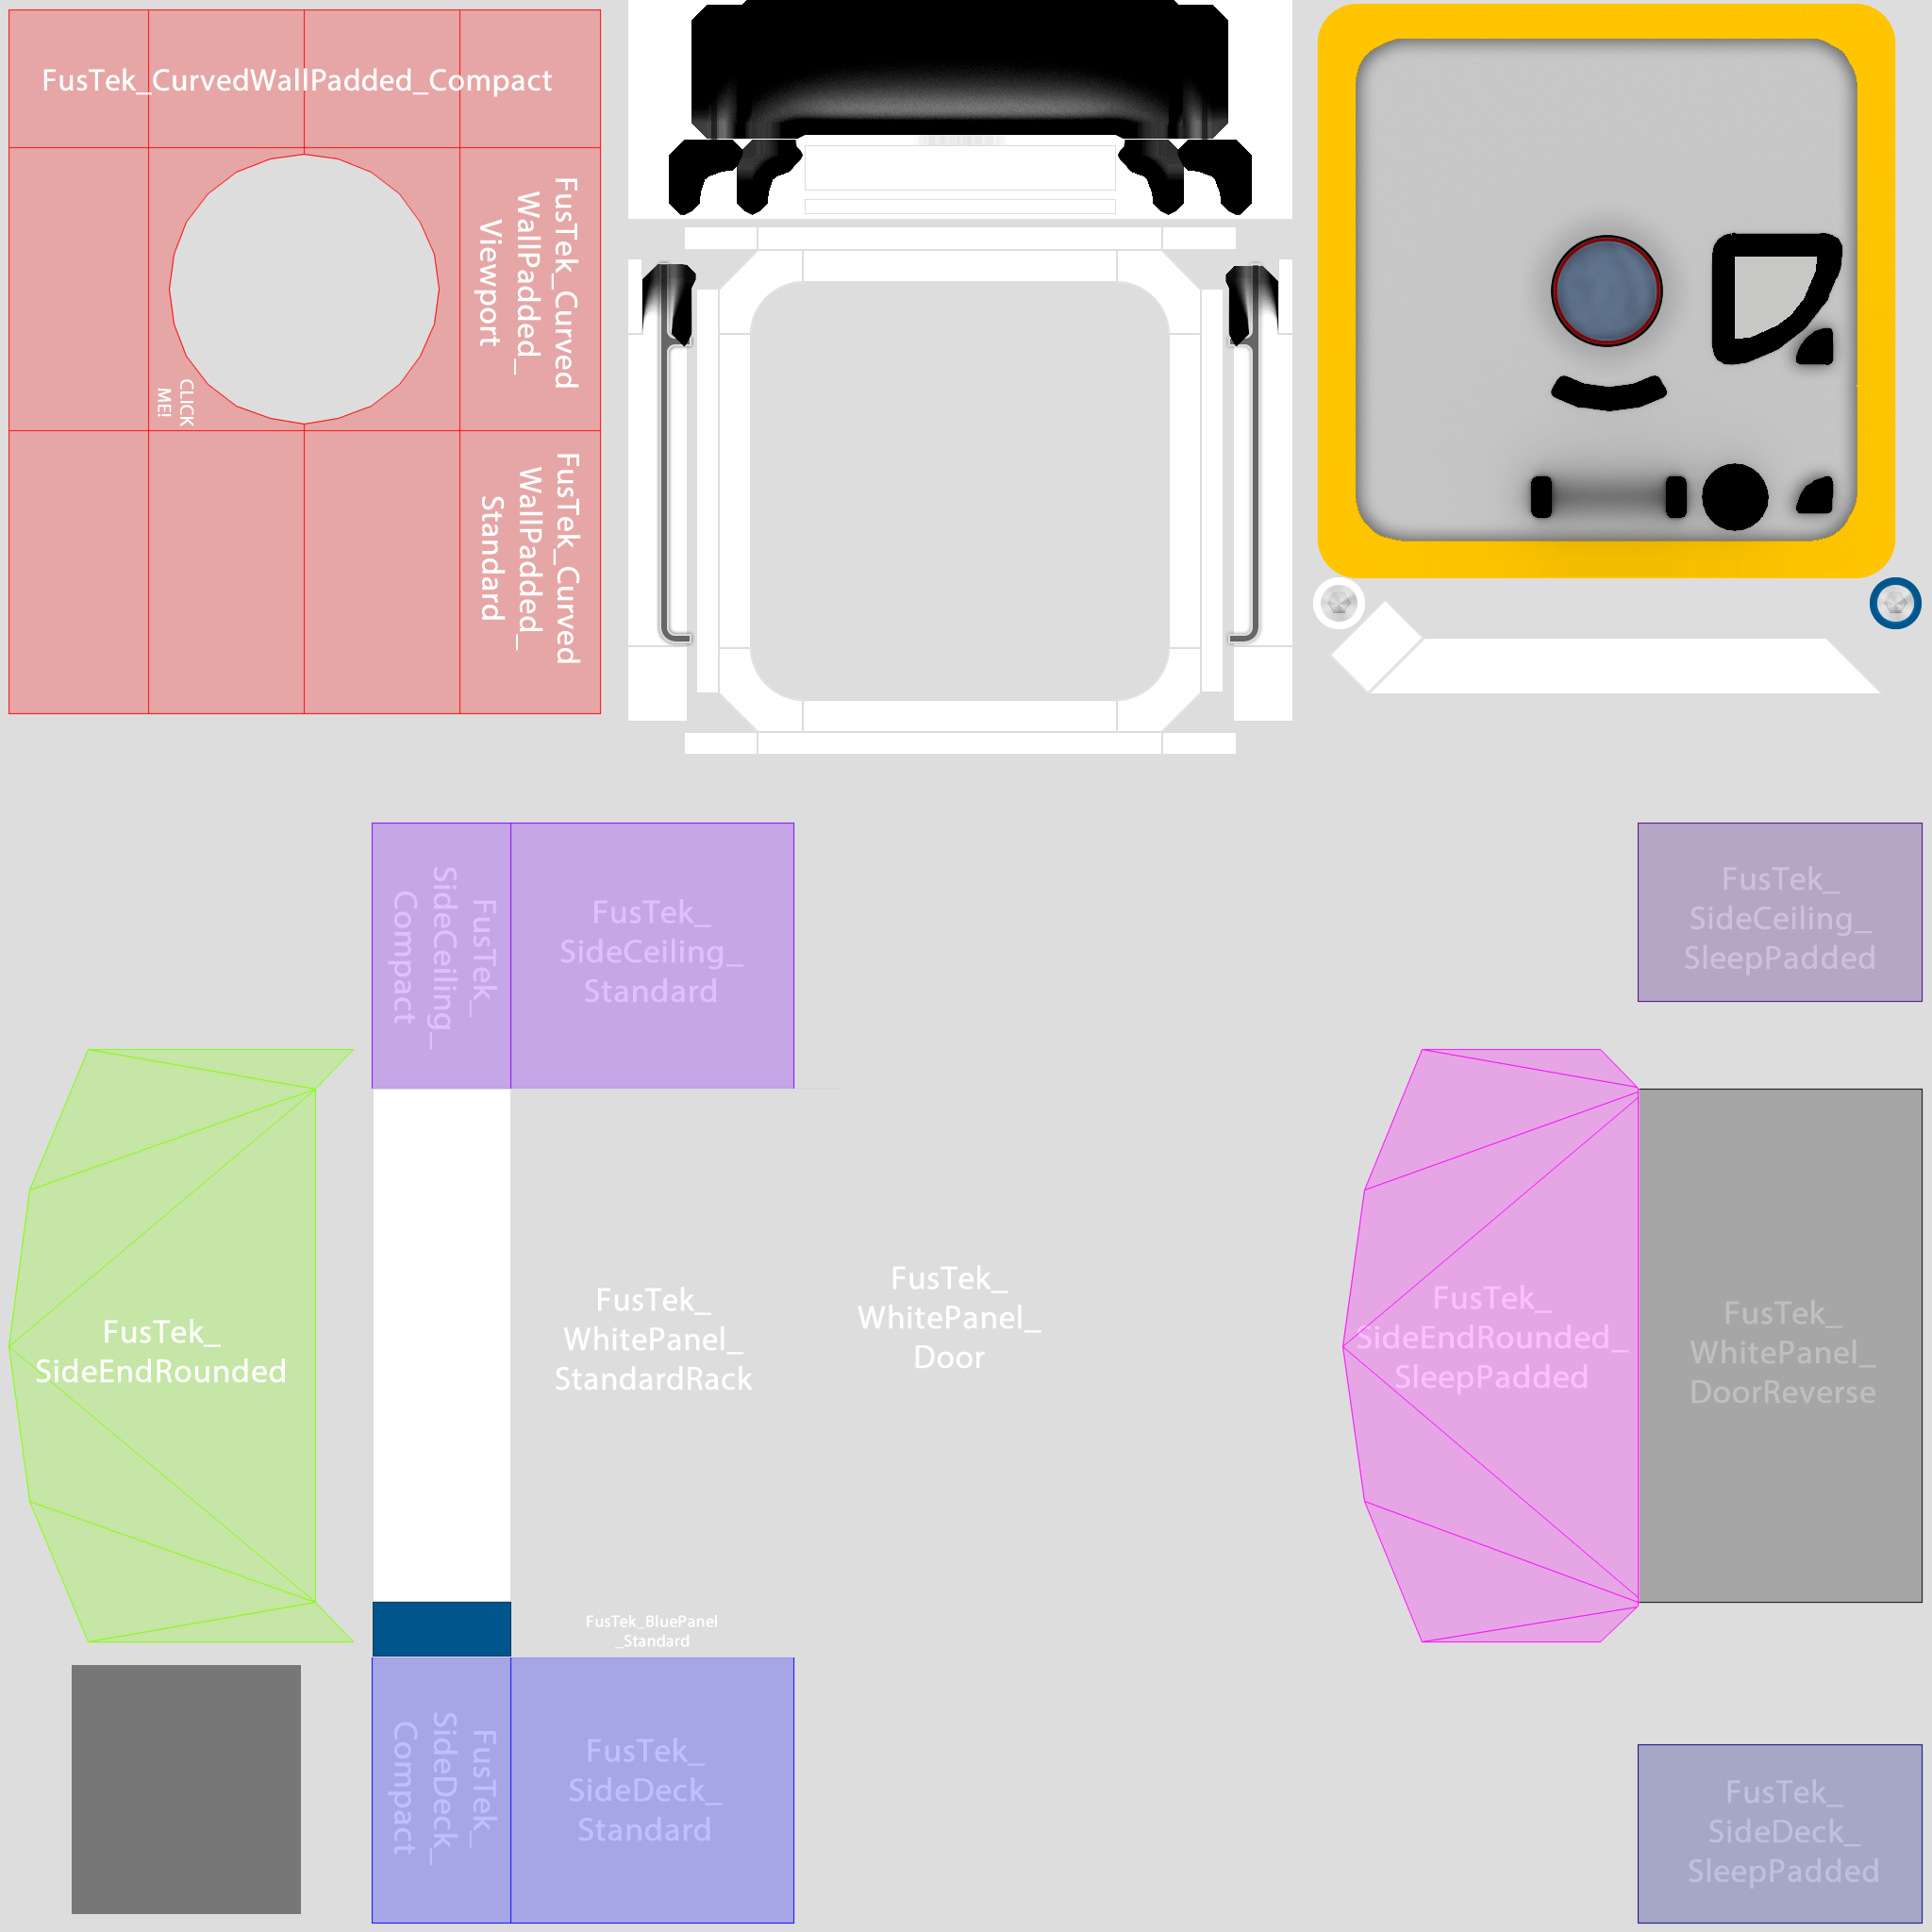 FusTek_CurvedWallPadded_Compact
FusTek_Curved
WallPadded_
Viewport
CLICK
ME!
FusTek_Curved
WallPadded_
Standard
FusTek_
SideCeiling_
Compact
FusTek_
SideCeiling_
Standard
FusTek_
SideCeiling_
SleepPadded
FusTek_
SideEndRounded
FusTek_
WhitePanel_
StandardRack
FusTek_
WhitePanel_
Door
FusTek_
SideEndRounded_
SleepPadded
FusTek_
WhitePanel_
DoorReverse
FusTek_BluePanel
_Standard
FusTek_
SideDeck_
Compact
FusTek_
SideDeck_
Standard
FusTek_
SideDeck_
SleepPadded